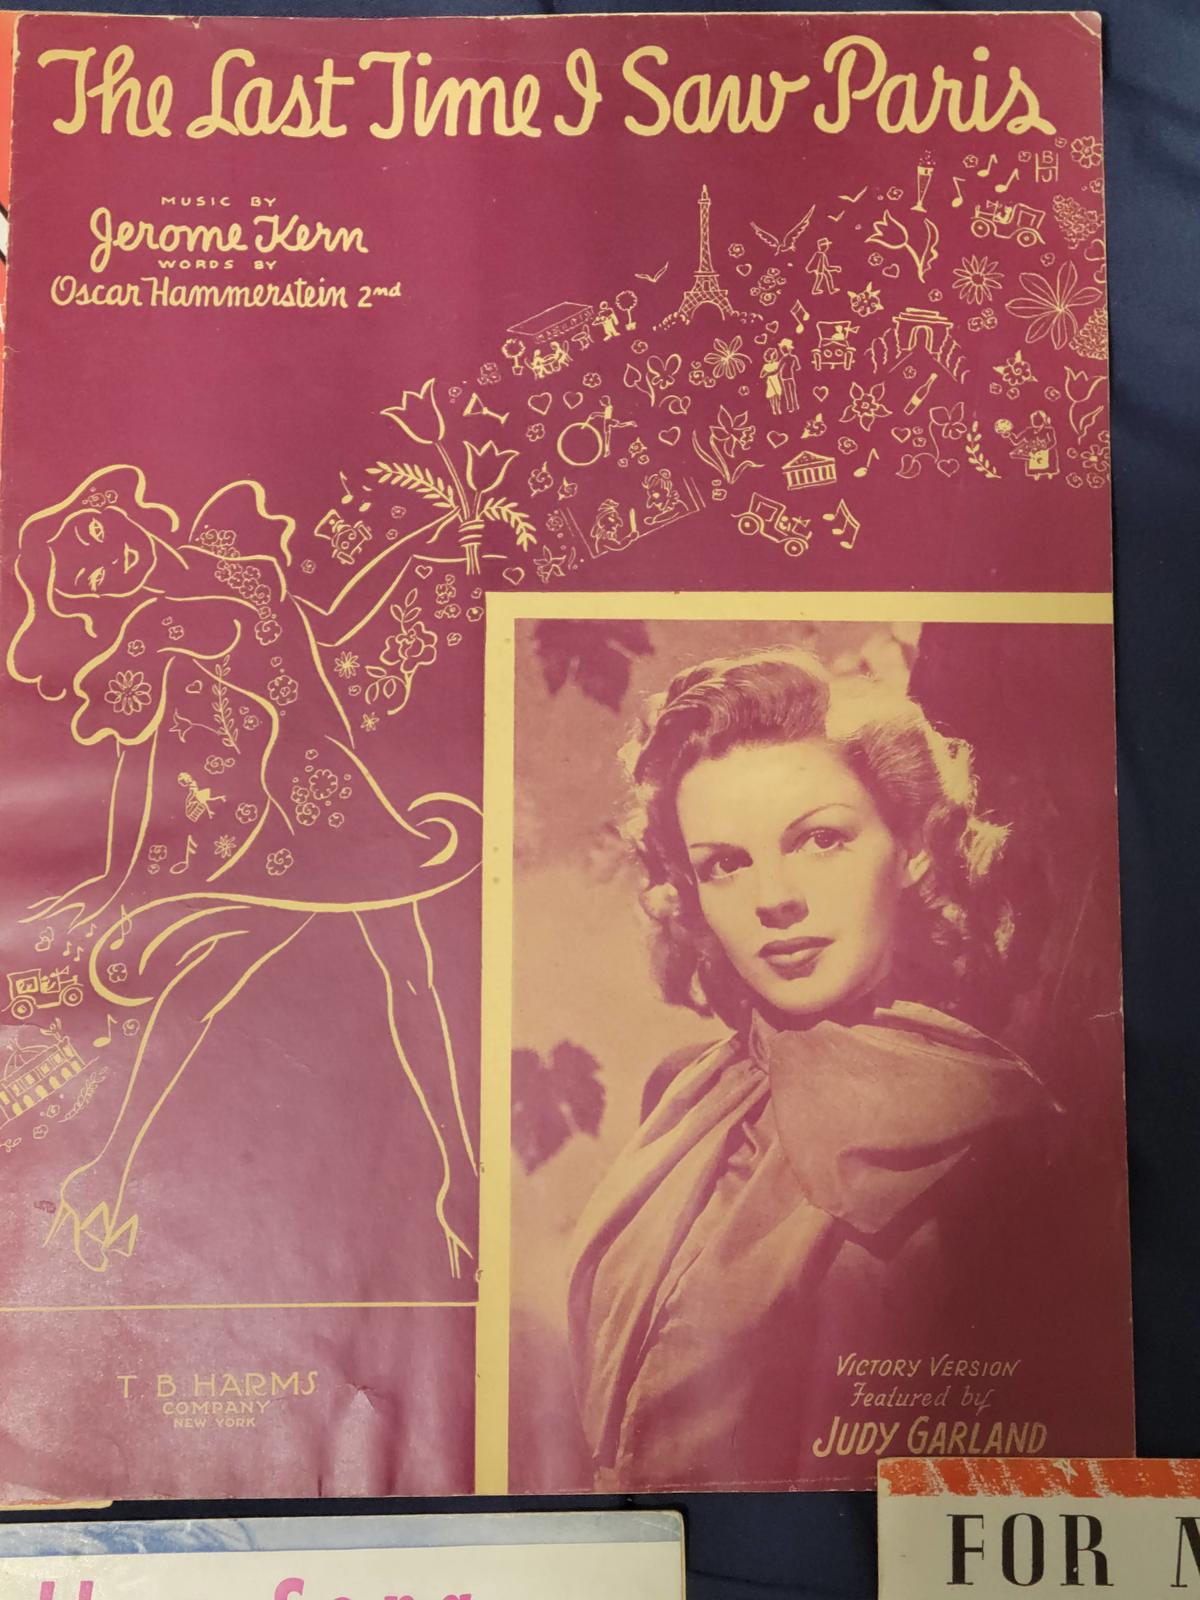 The Last Time I Saw Paris
MUSIC BY
Jerome Kern
WORDS BY
Oscar Hammerstein 2nd
T. B. HARMS
COMPANY
NEW YORK
VICTORY VERSION
Featured by
JUDY GARLAND
FOR